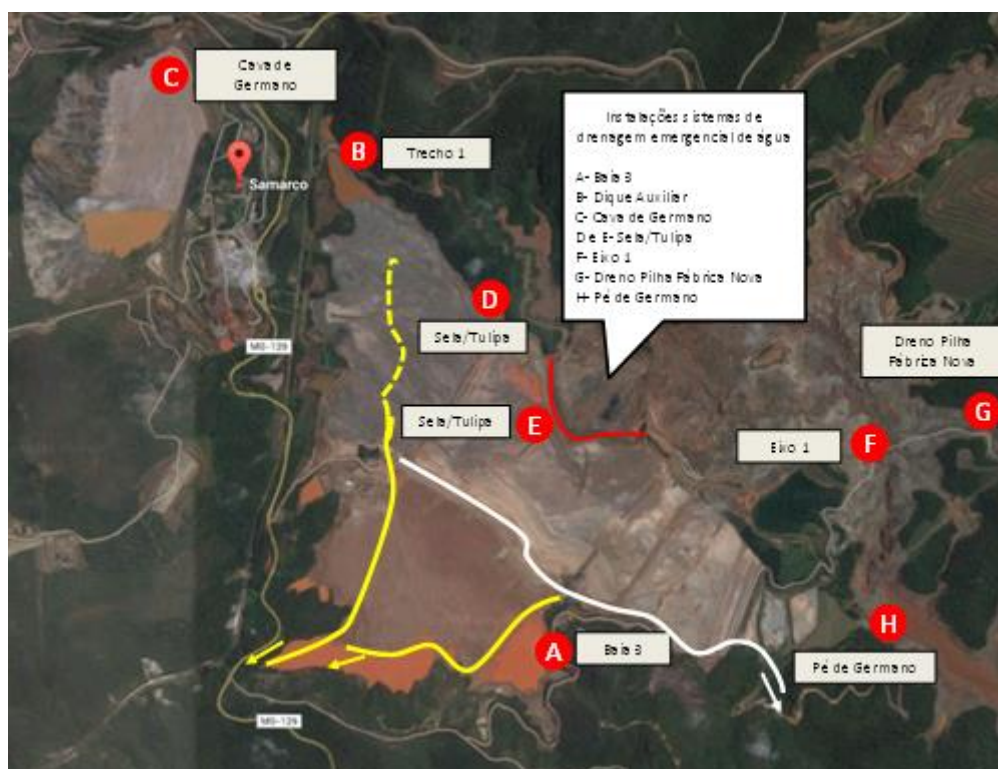 C
Cava de
Germano
B
Trecho 1
Samarco
Instalações sistemas de
drenagem emergencial de água
A- Baia 3
B- Dique Auxiliar
C- Cava de Germano
D e E- Sela/Tulipa
F- Eixo 1
G- Dreno Pilha Fábrica Nova
H- Pé de Germano
D
Sela/Tulipa
MG-129
Dreno Pilha
Fábrica Nova
G
Sela/Tulipa
E
Eixo 1
F
H
A
Baia 3
Pé de Germano
MG-129